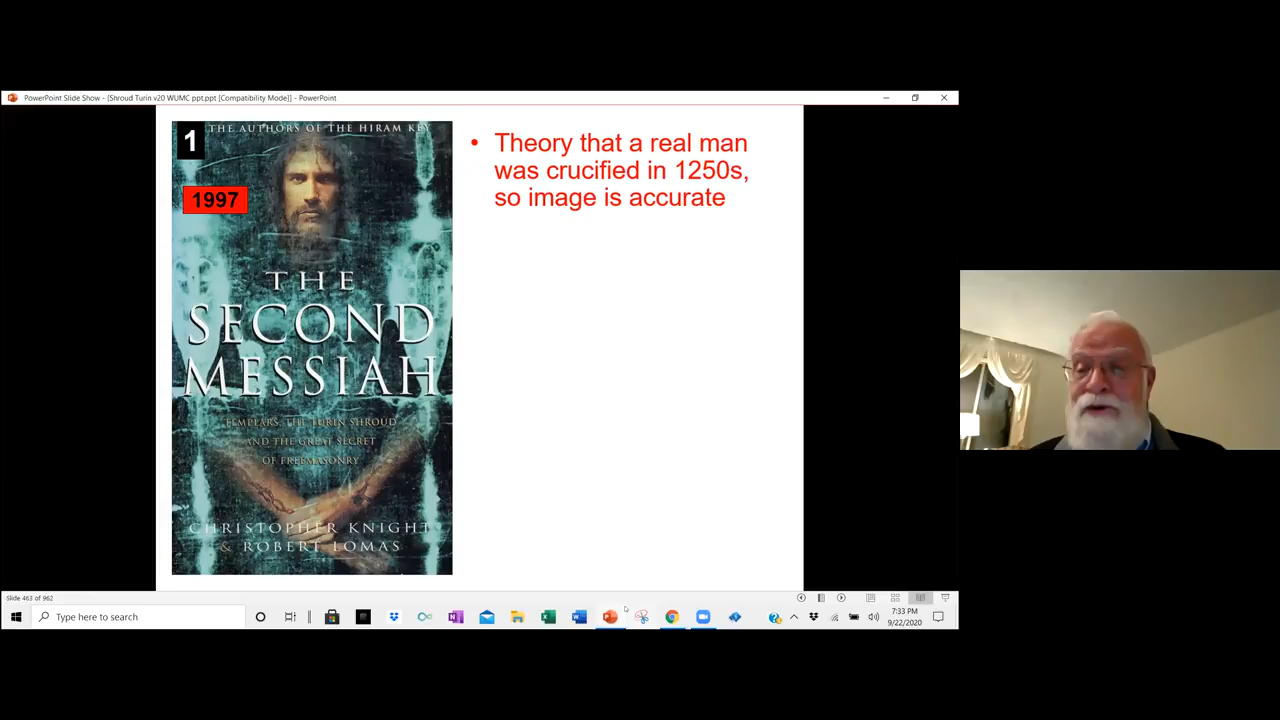 PowerPoint Slide Show - [Shroud Turin v20 WUMC ppt.ppt [Compatibility Mode]] - PowerPoint
THE AUTHORS OF THE HIRAM KEY
1
1997
THE
SECOND
MESSIAH
TEMPLARS, THE TURIN SHROUD
AND THE GREAT SECRET
OF FREEMASONRY
CHRISTOPHER KNIGHT
& ROBERT LOMAS
• Theory that a real man
was crucified in 1250s,
so image is accurate
Slide 463 of 962
Type here to search
7:33 PM
9/22/2020